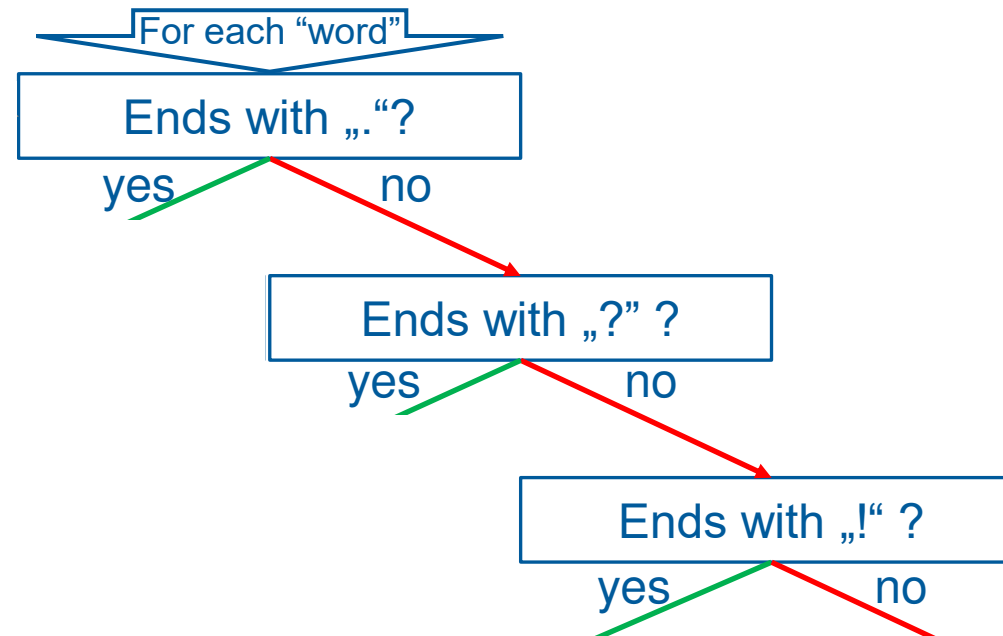 For each “word”
Ends with „.“?
yes no
Ends with „?” ?
yes no
Ends with „!“ ?
yes no